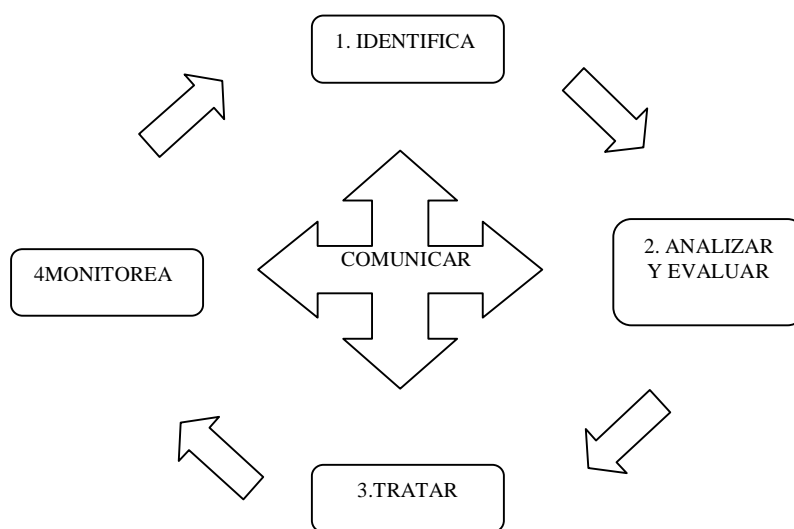 1. IDENTIFICA
COMUNICAR
2. ANALIZAR
Y EVALUAR
4MONITOREA
3.TRATAR